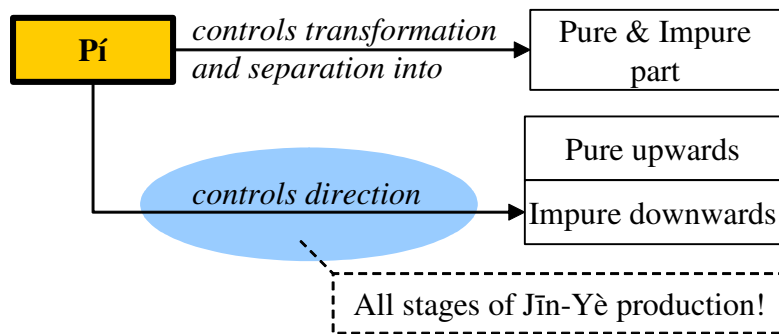 Pí
controls transformation
and separation into
Pure & Impure
part
controls direction
Pure upwards
Impure downwards
All stages of Jīn-Yè production!